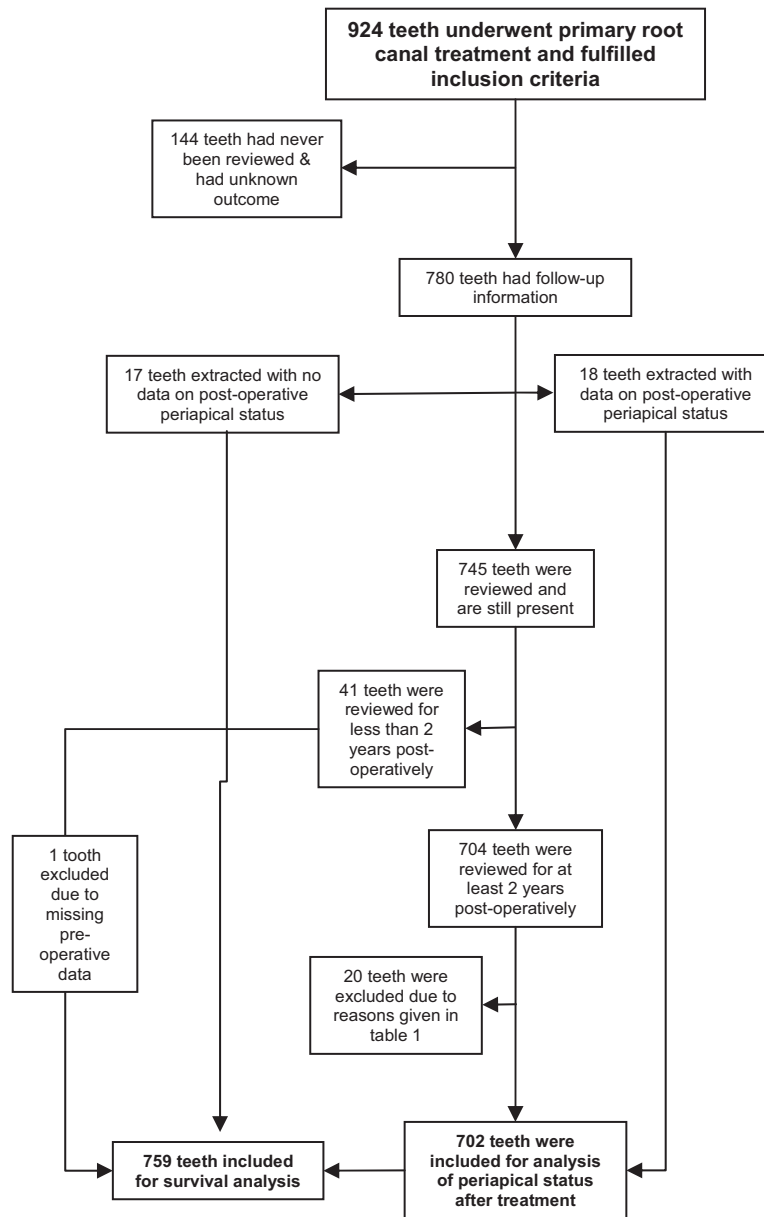 924 teeth underwent primary root
canal treatment and fulfilled
inclusion criteria
144 teeth had never
been reviewed &
had unknown
outcome
780 teeth had follow-up
information
17 teeth extracted with no
data on post-operative
periapical status
18 teeth extracted with
data on post-operative
periapical status
745 teeth were
reviewed and
are still present
41 teeth were
reviewed for
less than 2
years post-
operatively
1 tooth
excluded
due to
missing
pre-
operative
data
704 teeth were
reviewed for at
least 2 years
post-operatively
20 teeth were
excluded due to
reasons given in
table 1
759 teeth included
for survival analysis
702 teeth were
included for analysis
of periapical status
after treatment